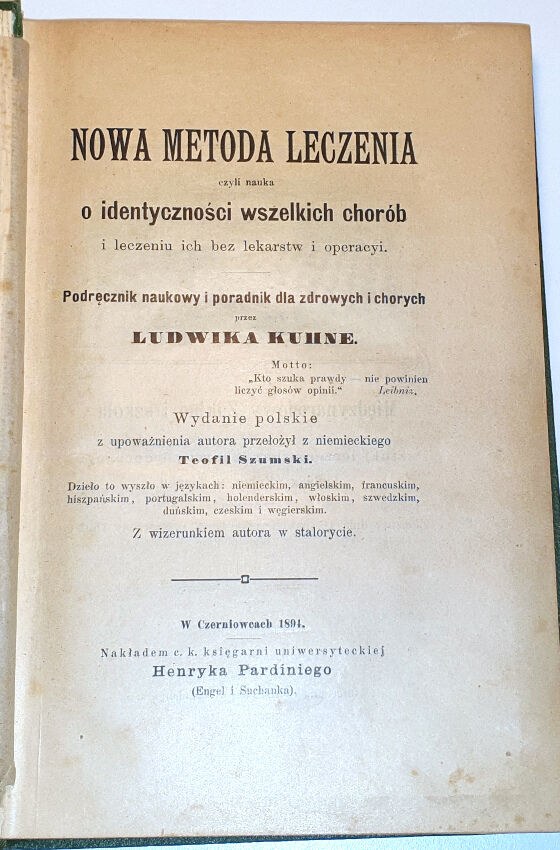 NOWA METODA LECZENIA
czyli nauka
o identyczności wszelkich chorób
i leczeniu ich bez lekarstw i operacyi.
Podręcznik naukowy i poradnik dla zdrowych i chorych
przez
LUDWIKA KUHNE.
Motto:
„Kto szuka prawdy — nie powinien
liczyć głosów opinii.“ Leibniz.
Wydanie polskie
z upoważnienia autora przełożył z niemieckiego
Teofil Szumski.
Dzieło to wyszło w językach: niemieckim, angielskim, francuskim,
hiszpańskim, portugalskim, holenderskim, włoskim, szwedzkim,
duńskim, czeskim i węgierskim.
Z wizerunkiem autora w stalorycie.
W Czerniowcach 1894.
Nakładem c. k. księgarni uniwersyteckiej
Henryka Pardiniego
(Engel i Suchanka).